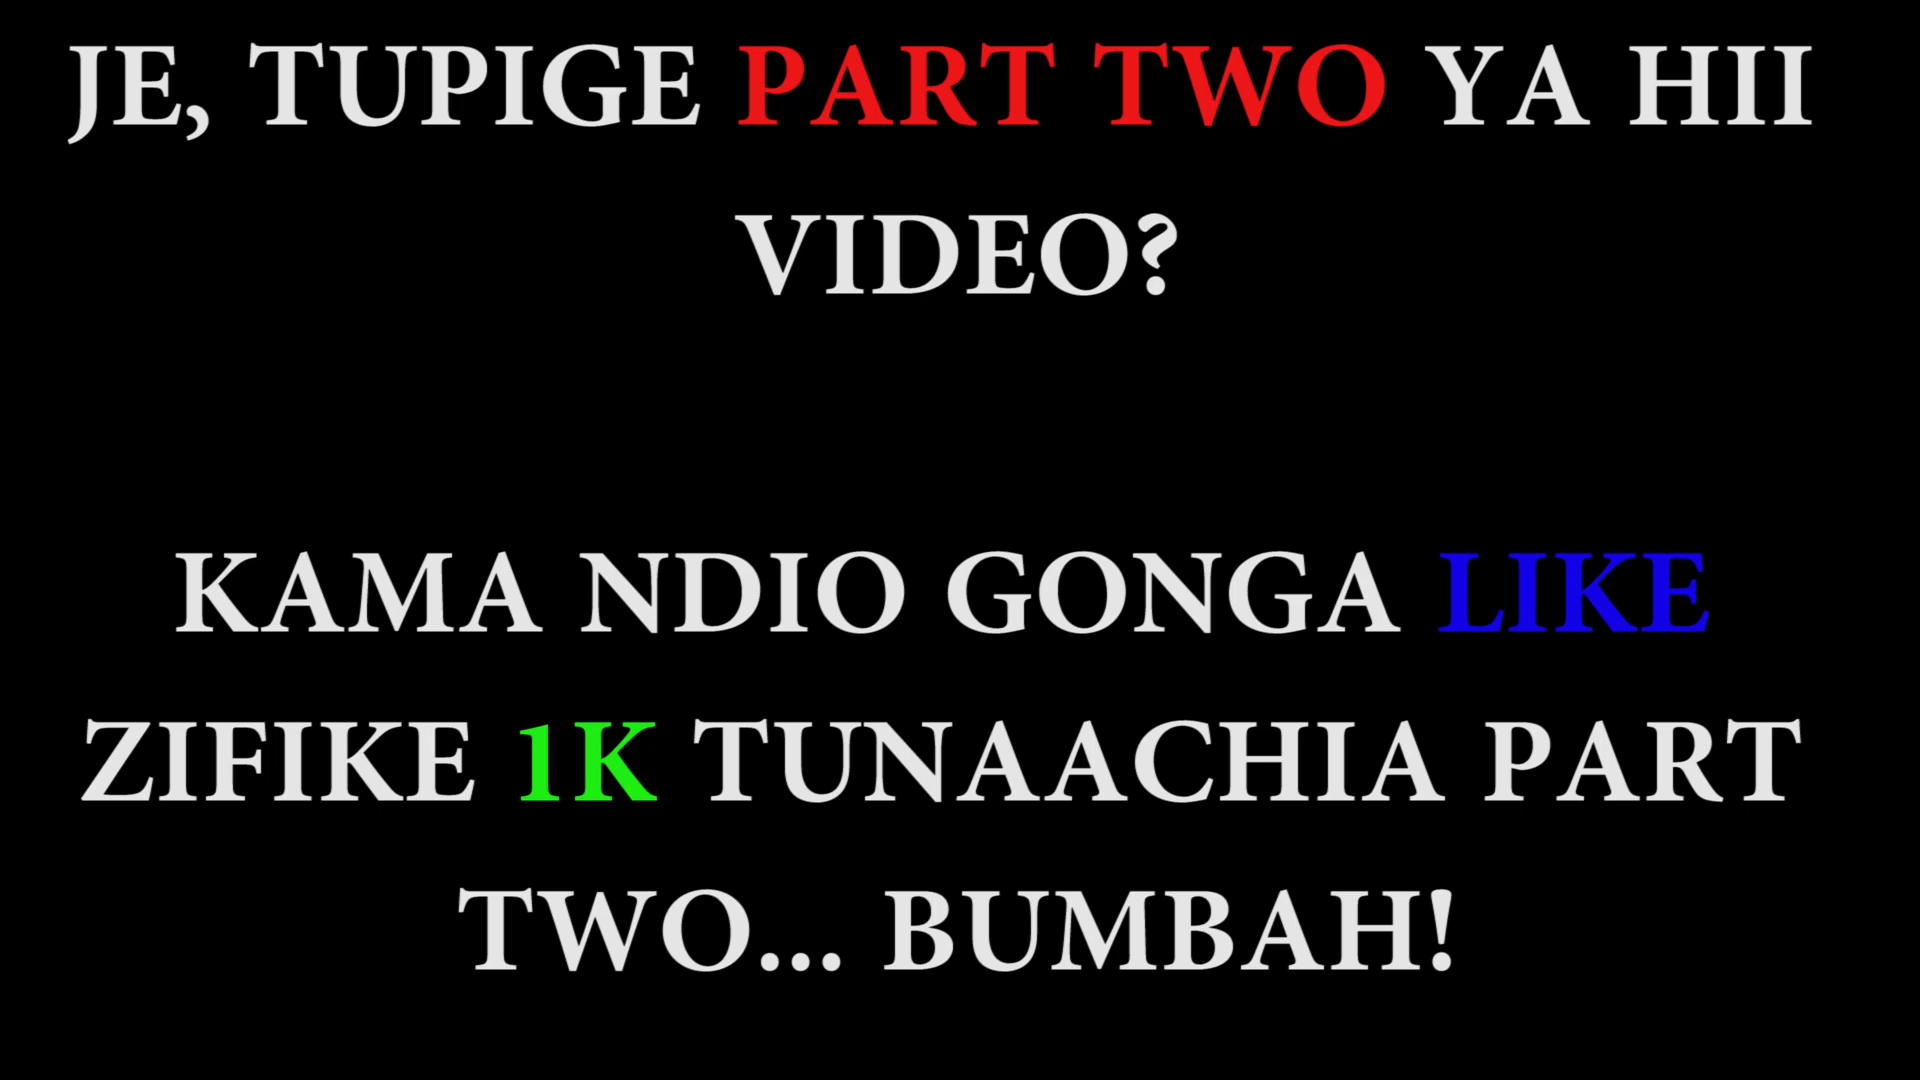 JE, TUPIGE PART TWO YA HII
VIDEO?
KAMA NDIO GONGA LIKE
ZIFIKE 1K TUNAACHIA PART
TWO... BUMBAH!